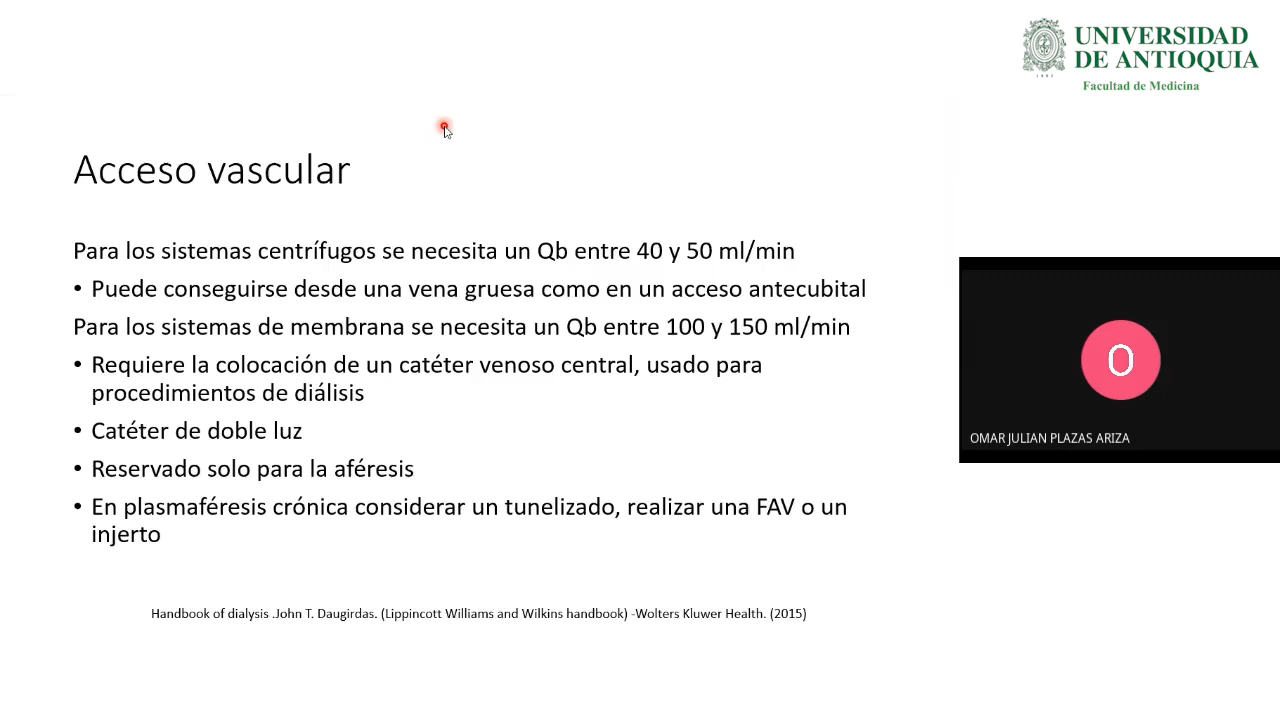 UNIVERSIDAD
DE ANTIOQUIA
1803
Facultad de Medicina
Acceso vascular
Para los sistemas centrífugos se necesita un Qb entre 40 y 50 ml/min
• Puede conseguirse desde una vena gruesa como en un acceso antecubital
Para los sistemas de membrana se necesita un Qb entre 100 y 150 ml/min
• Requiere la colocación de un catéter venoso central, usado para
procedimientos de diálisis
• Catéter de doble luz
• Reservado solo para la aféresis
• En plasmaféresis crónica considerar un tunelizado, realizar una FAV o un
injerto
O
OMAR JULIAN PLAZAS ARIZA
Handbook of dialysis .John T. Daugirdas. (Lippincott Williams and Wilkins handbook) -Wolters Kluwer Health. (2015)